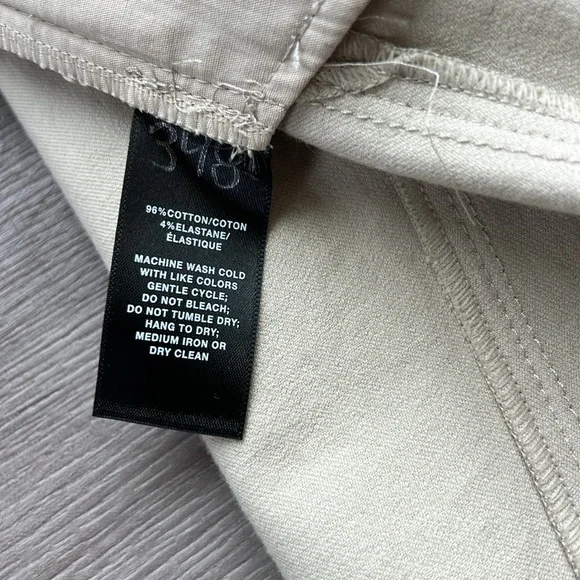 348
96%COTTON/COTON
4%ELASTANE/
ÉLASTIQUE
MACHINE WASH COLD
WITH LIKE COLORS
GENTLE CYCLE;
DO NOT BLEACH;
DO NOT TUMBLE DRY;
HANG TO DRY;
MEDIUM IRON OR
DRY CLEAN